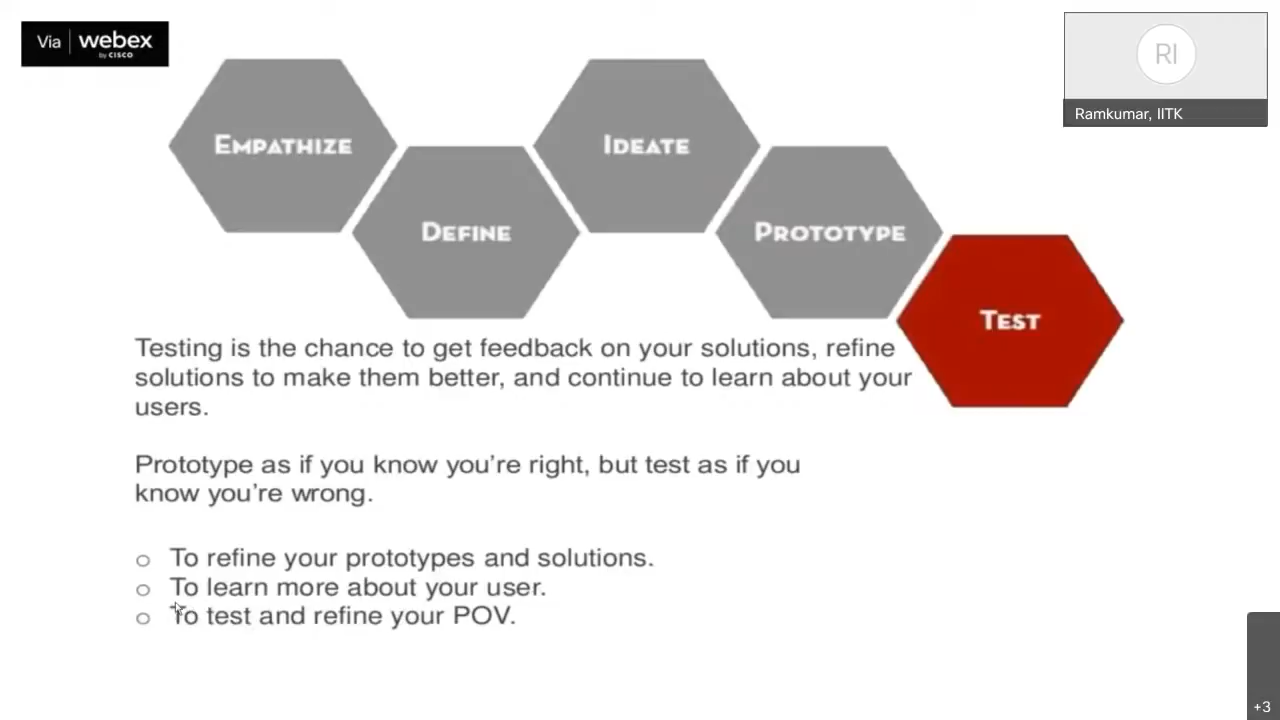 Via webex
by CISCO
RI
Ramkumar, IITK
EMPATHIZE
IDEATE
DEFINE
PROTOTYPE
TEST
Testing is the chance to get feedback on your solutions, refine
solutions to make them better, and continue to learn about your
users.
Prototype as if you know you’re right, but test as if you
know you’re wrong.
o To refine your prototypes and solutions.
o To learn more about your user.
o To test and refine your POV.
+3